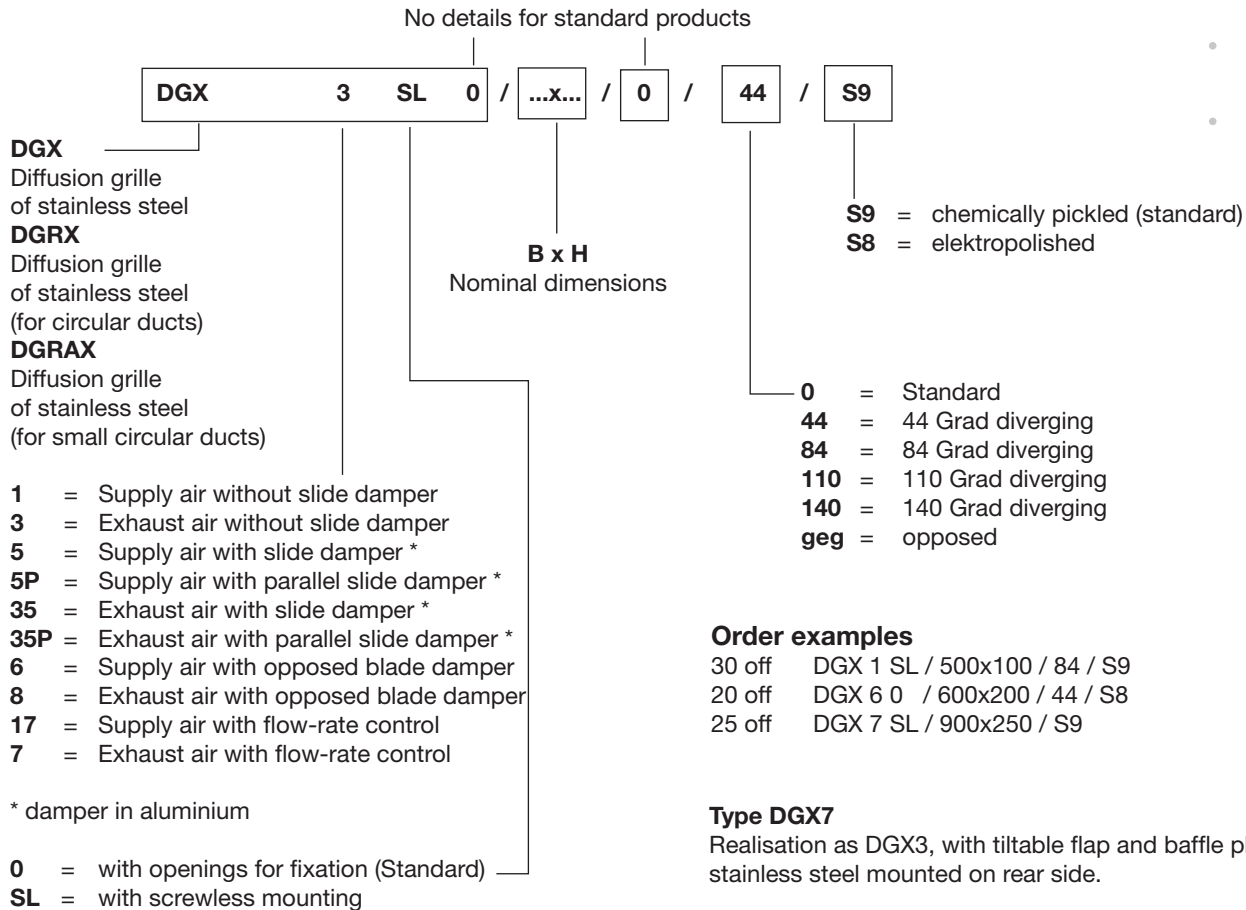 No details for standard products
DGX 3 SL 0 / ...x... / 0 / 44 / S9
DGX
Diffusion grille
of stainless steel
DGRX
Diffusion grille
of stainless steel
(for circular ducts)
DGRAX
Diffusion grille
of stainless steel
(for small circular ducts)
B x H
Nominal dimensions
S9 = chemically pickled (standard)
S8 = elektropolished
0 = Standard
44 = 44 Grad diverging
84 = 84 Grad diverging
110 = 110 Grad diverging
140 = 140 Grad diverging
geg = opposed
1 = Supply air without slide damper
3 = Exhaust air without slide damper
5 = Supply air with slide damper *
5P = Supply air with parallel slide damper *
35 = Exhaust air with slide damper *
35P = Exhaust air with parallel slide damper *
6 = Supply air with opposed blade damper
8 = Exhaust air with opposed blade damper
17 = Supply air with flow-rate control
7 = Exhaust air with flow-rate control
* damper in aluminium
0 = with openings for fixation (Standard)
SL = with screwless mounting
Order examples
30 off DGX 1 SL / 500x100 / 84 / S9
20 off DGX 6 0 / 600x200 / 44 / S8
25 off DGX 7 SL / 900x250 / S9
Type DGX7
Realisation as DGX3, with tiltable flap and baffle
stainless steel mounted on rear side.